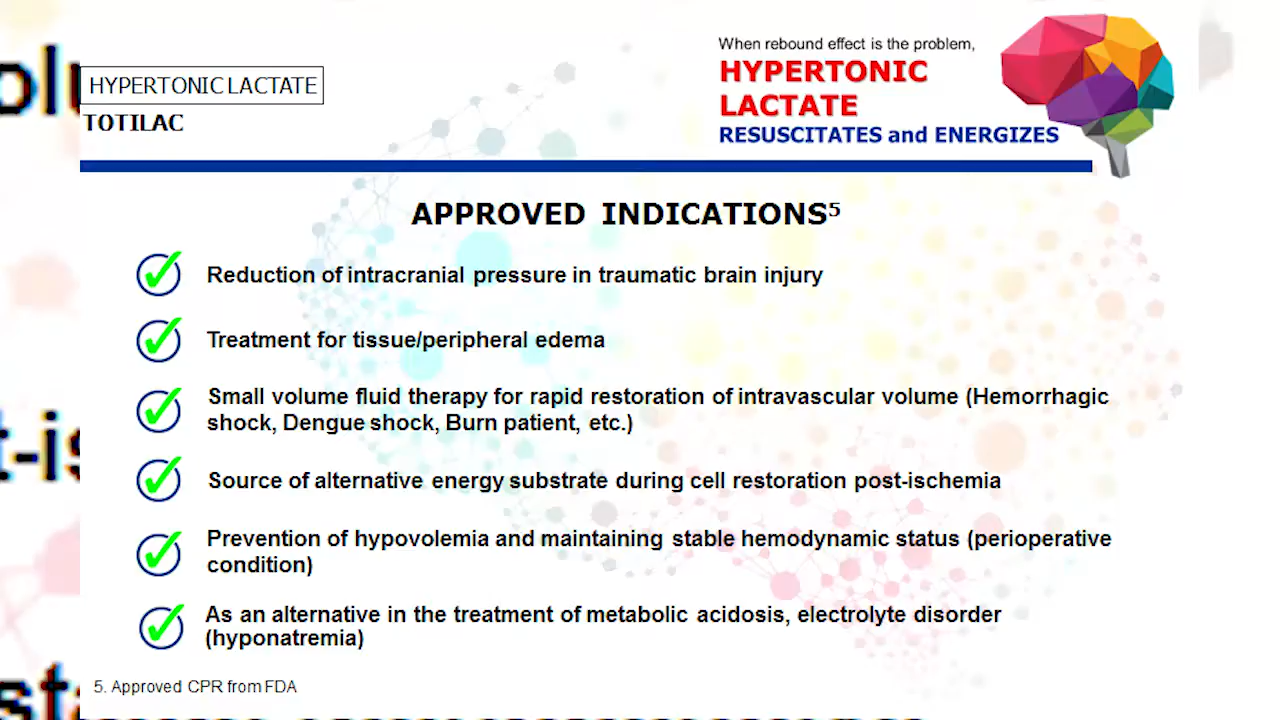 When rebound effect is the problem,
HYPERTONIC
LACTATE
RESUSCITATES and ENERGIZES
HYPERTONIC LACTATE
TOTILAC
APPROVED INDICATIONS⁵
Reduction of intracranial pressure in traumatic brain injury
Treatment for tissue/peripheral edema
Small volume fluid therapy for rapid restoration of intravascular volume (Hemorrhagic
shock, Dengue shock, Burn patient, etc.)
Source of alternative energy substrate during cell restoration post-ischemia
Prevention of hypovolemia and maintaining stable hemodynamic status (perioperative
condition)
As an alternative in the treatment of metabolic acidosis, electrolyte disorder
(hyponatremia)
5. Approved CPR from FDA